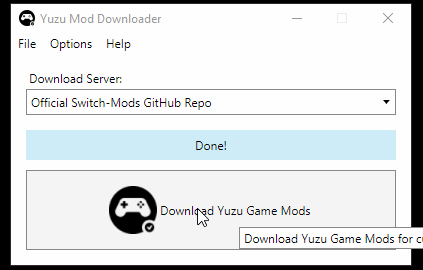 Yuzu Mod Downloader
File Options Help
Download Server:
Official Switch-Mods GitHub Repo
Done!
Download Yuzu Game Mods
Download Yuzu Game Mods for